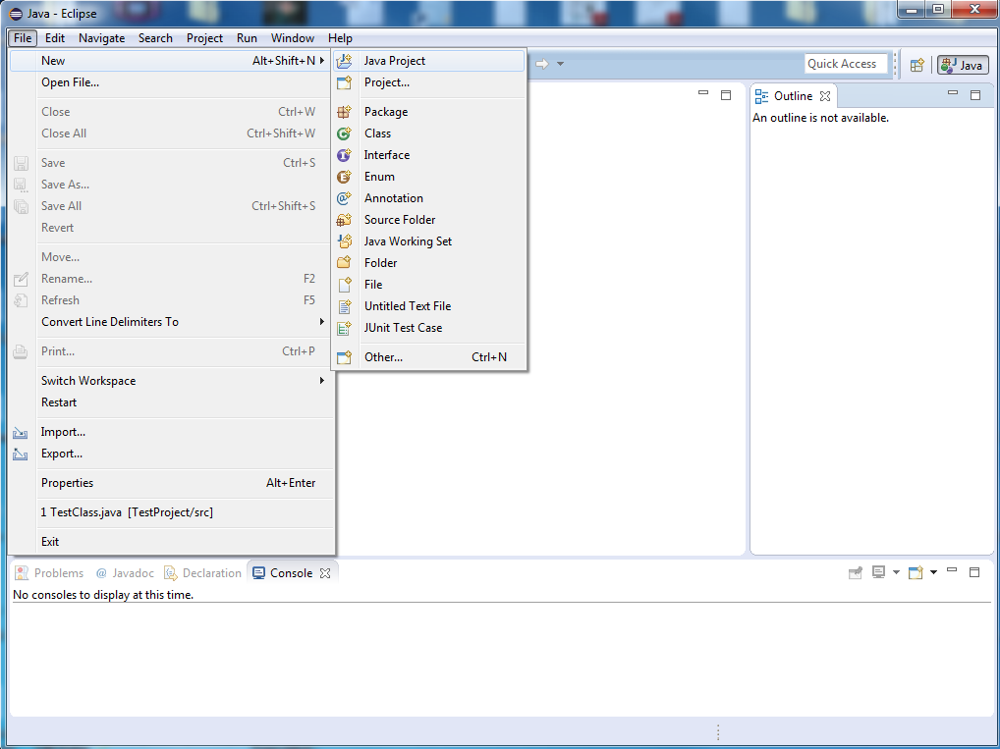 Java - Eclipse
File Edit Navigate Search Project Run Window Help
New Alt+Shift+N
Open File...
Close Ctrl+W
Close All Ctrl+Shift+W
Save Ctrl+S
Save As...
Save All Ctrl+Shift+S
Revert
Move...
Rename... F2
Refresh F5
Convert Line Delimiters To
Print... Ctrl+P
Switch Workspace
Restart
Import...
Export...
Properties Alt+Enter
1 TestClass.java [TestProject/src]
Exit
Java Project
Project...
Package
Class
Interface
Enum
Annotation
Source Folder
Java Working Set
Folder
File
Untitled Text File
JUnit Test Case
Other... Ctrl+N
Quick Access
Java
Outline
An outline is not available.
Problems @ Javadoc Declaration Console
No consoles to display at this time.